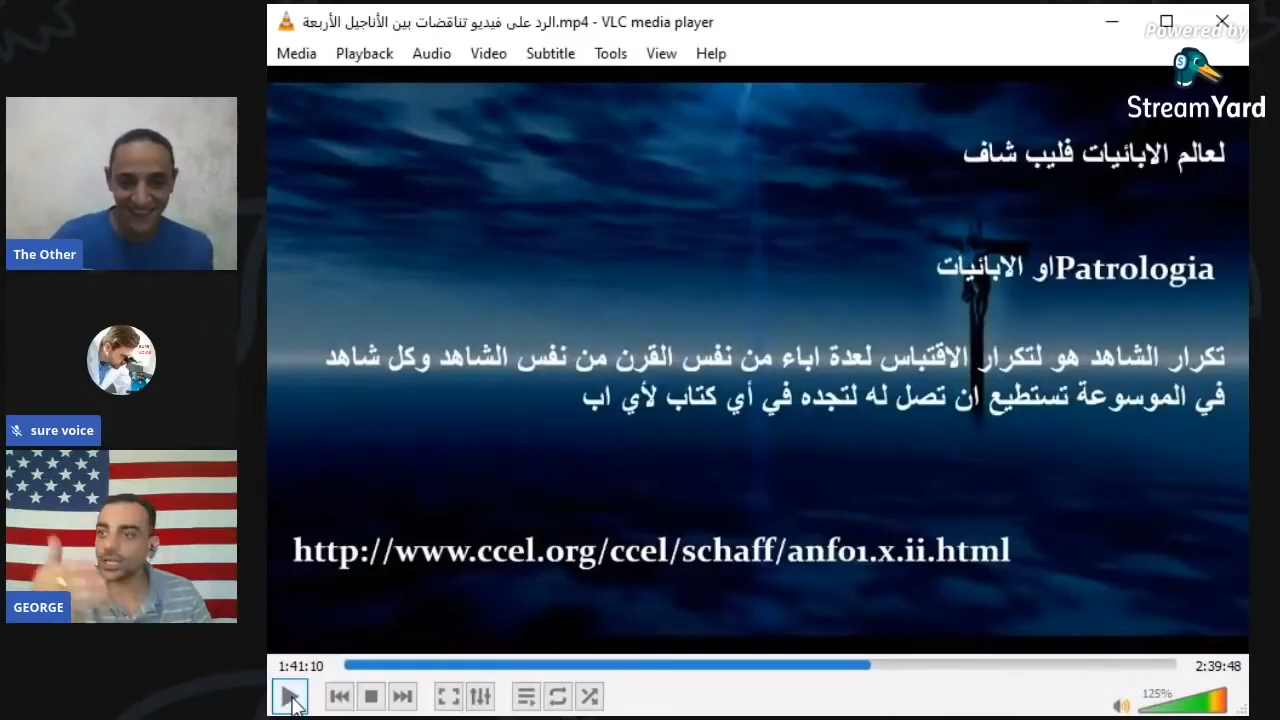 الرد على فيديو تناقضات بين الأناجيل الأربعة.mp4 - VLC media player
Media Playback Audio Video Subtitle Tools View Help
Powered by
StreamYard
لعالم الابائيات فليب شاف
Patrologiaاو الابائيات
تكرار الشاهد هو لتكرار الاقتباس لعدة اباء من نفس القرن من نفس الشاهد وكل شاهد
في الموسوعة تستطيع ان تصل له لتجده في أي كتاب لأي اب
http://www.ccel.org/ccel/schaff/anf01.x.ii.html
The Other
sure voice
GEORGE
1:41:10
2:39:48
125%